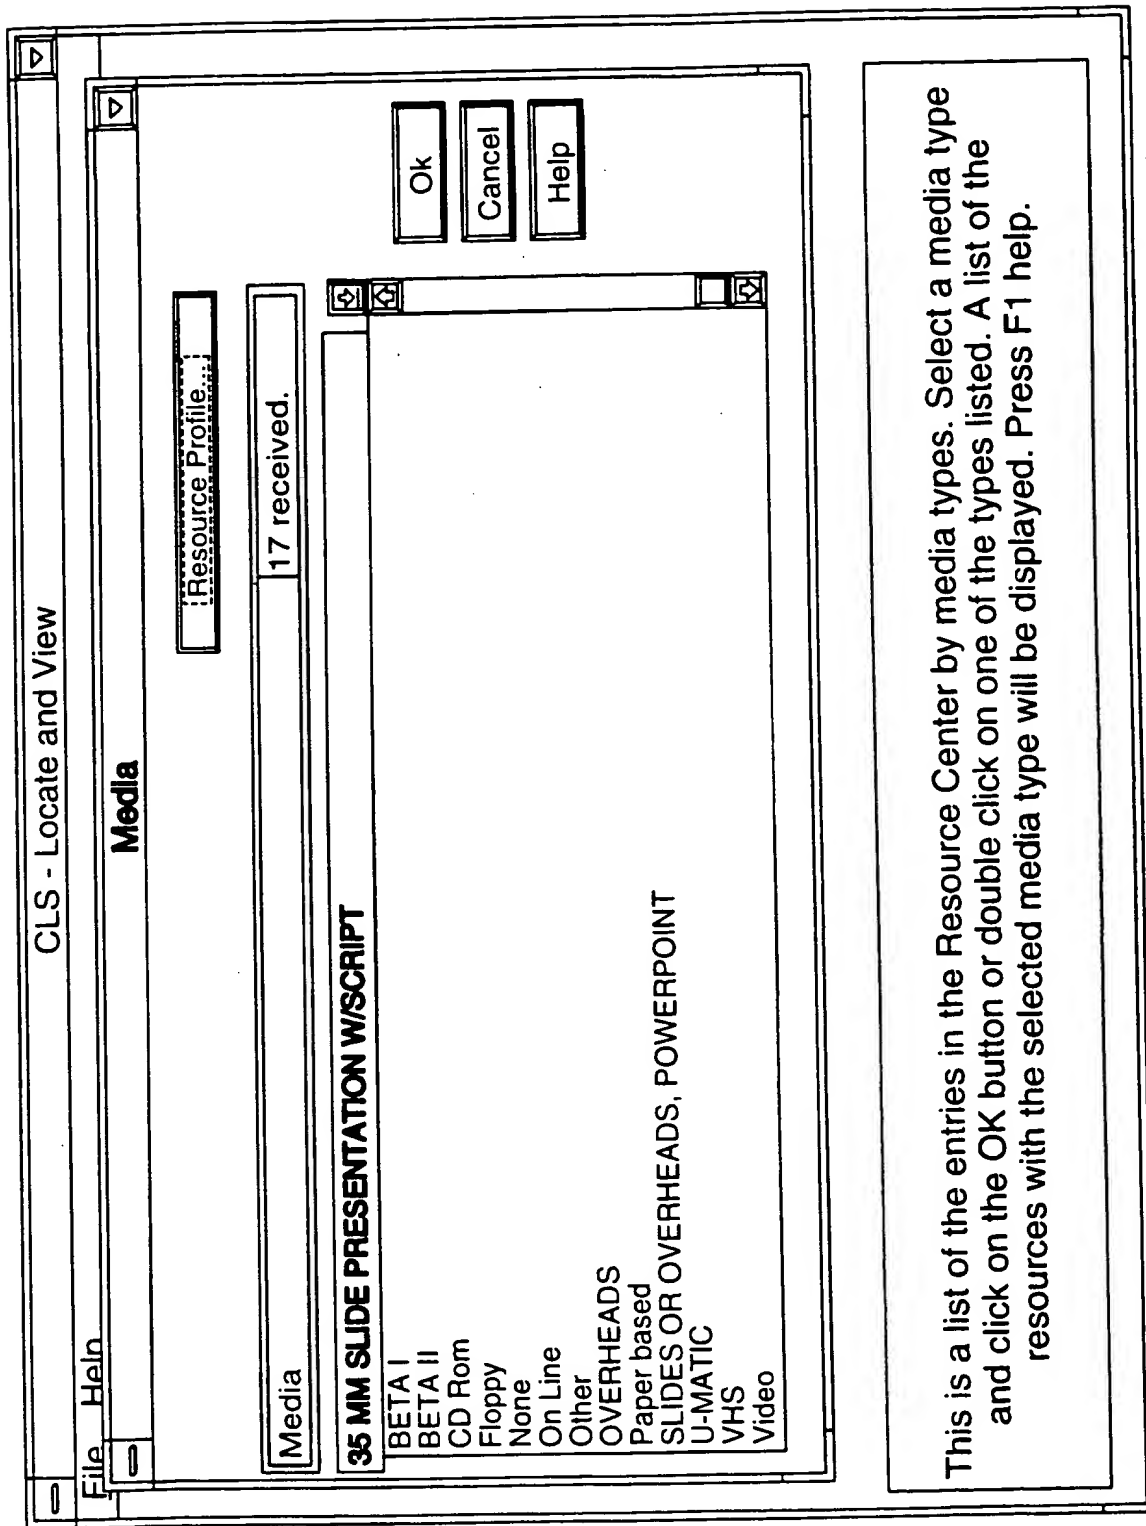 CLS - Locate and View
File Help
Media
Resource Profile...
Media
17 received.
35 MM SLIDE PRESENTATION W/SCRIPT
BETA I
BETA II
CD Rom
Floppy
None
On Line
Other
OVERHEADS
Paper based
SLIDES OR OVERHEADS, POWERPOINT
U-MATIC
VHS
Video
Ok
Cancel
Help
This is a list of the entries in the Resource Center by media types. Select a media type
and click on the OK button or double click on one of the types listed. A list of the
resources with the selected media type will be displayed. Press F1 help.